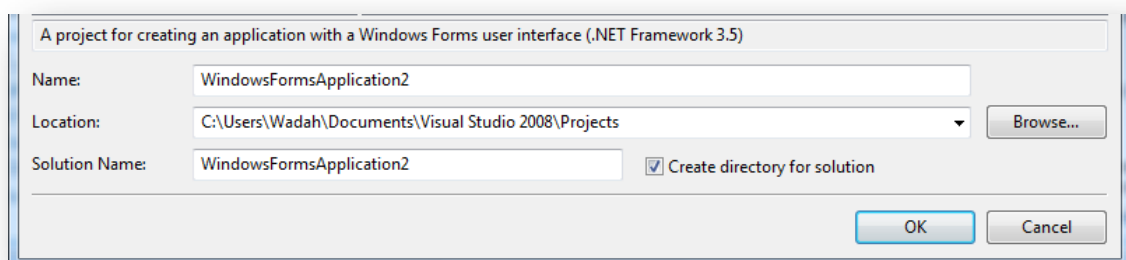 A project for creating an application with a Windows Forms user interface (.NET Framework 3.5)
Name: WindowsFormsApplication2
Location: C:\Users\Wadah\Documents\Visual Studio 2008\Projects Browse...
Solution Name: WindowsFormsApplication2 Create directory for solution
OK Cancel